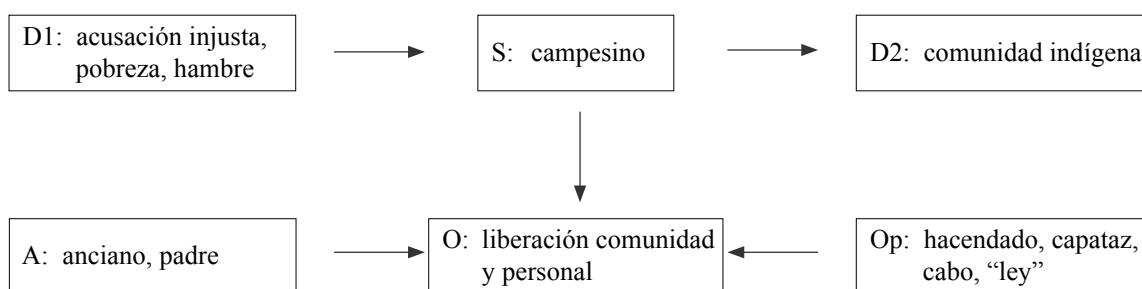 D1: acusación injusta,
pobreza, hambre
S: campesino
D2: comunidad indígena
A: anciano, padre
O: liberación comunidad
y personal
Op: hacendado, capataz,
cabo, “ley”